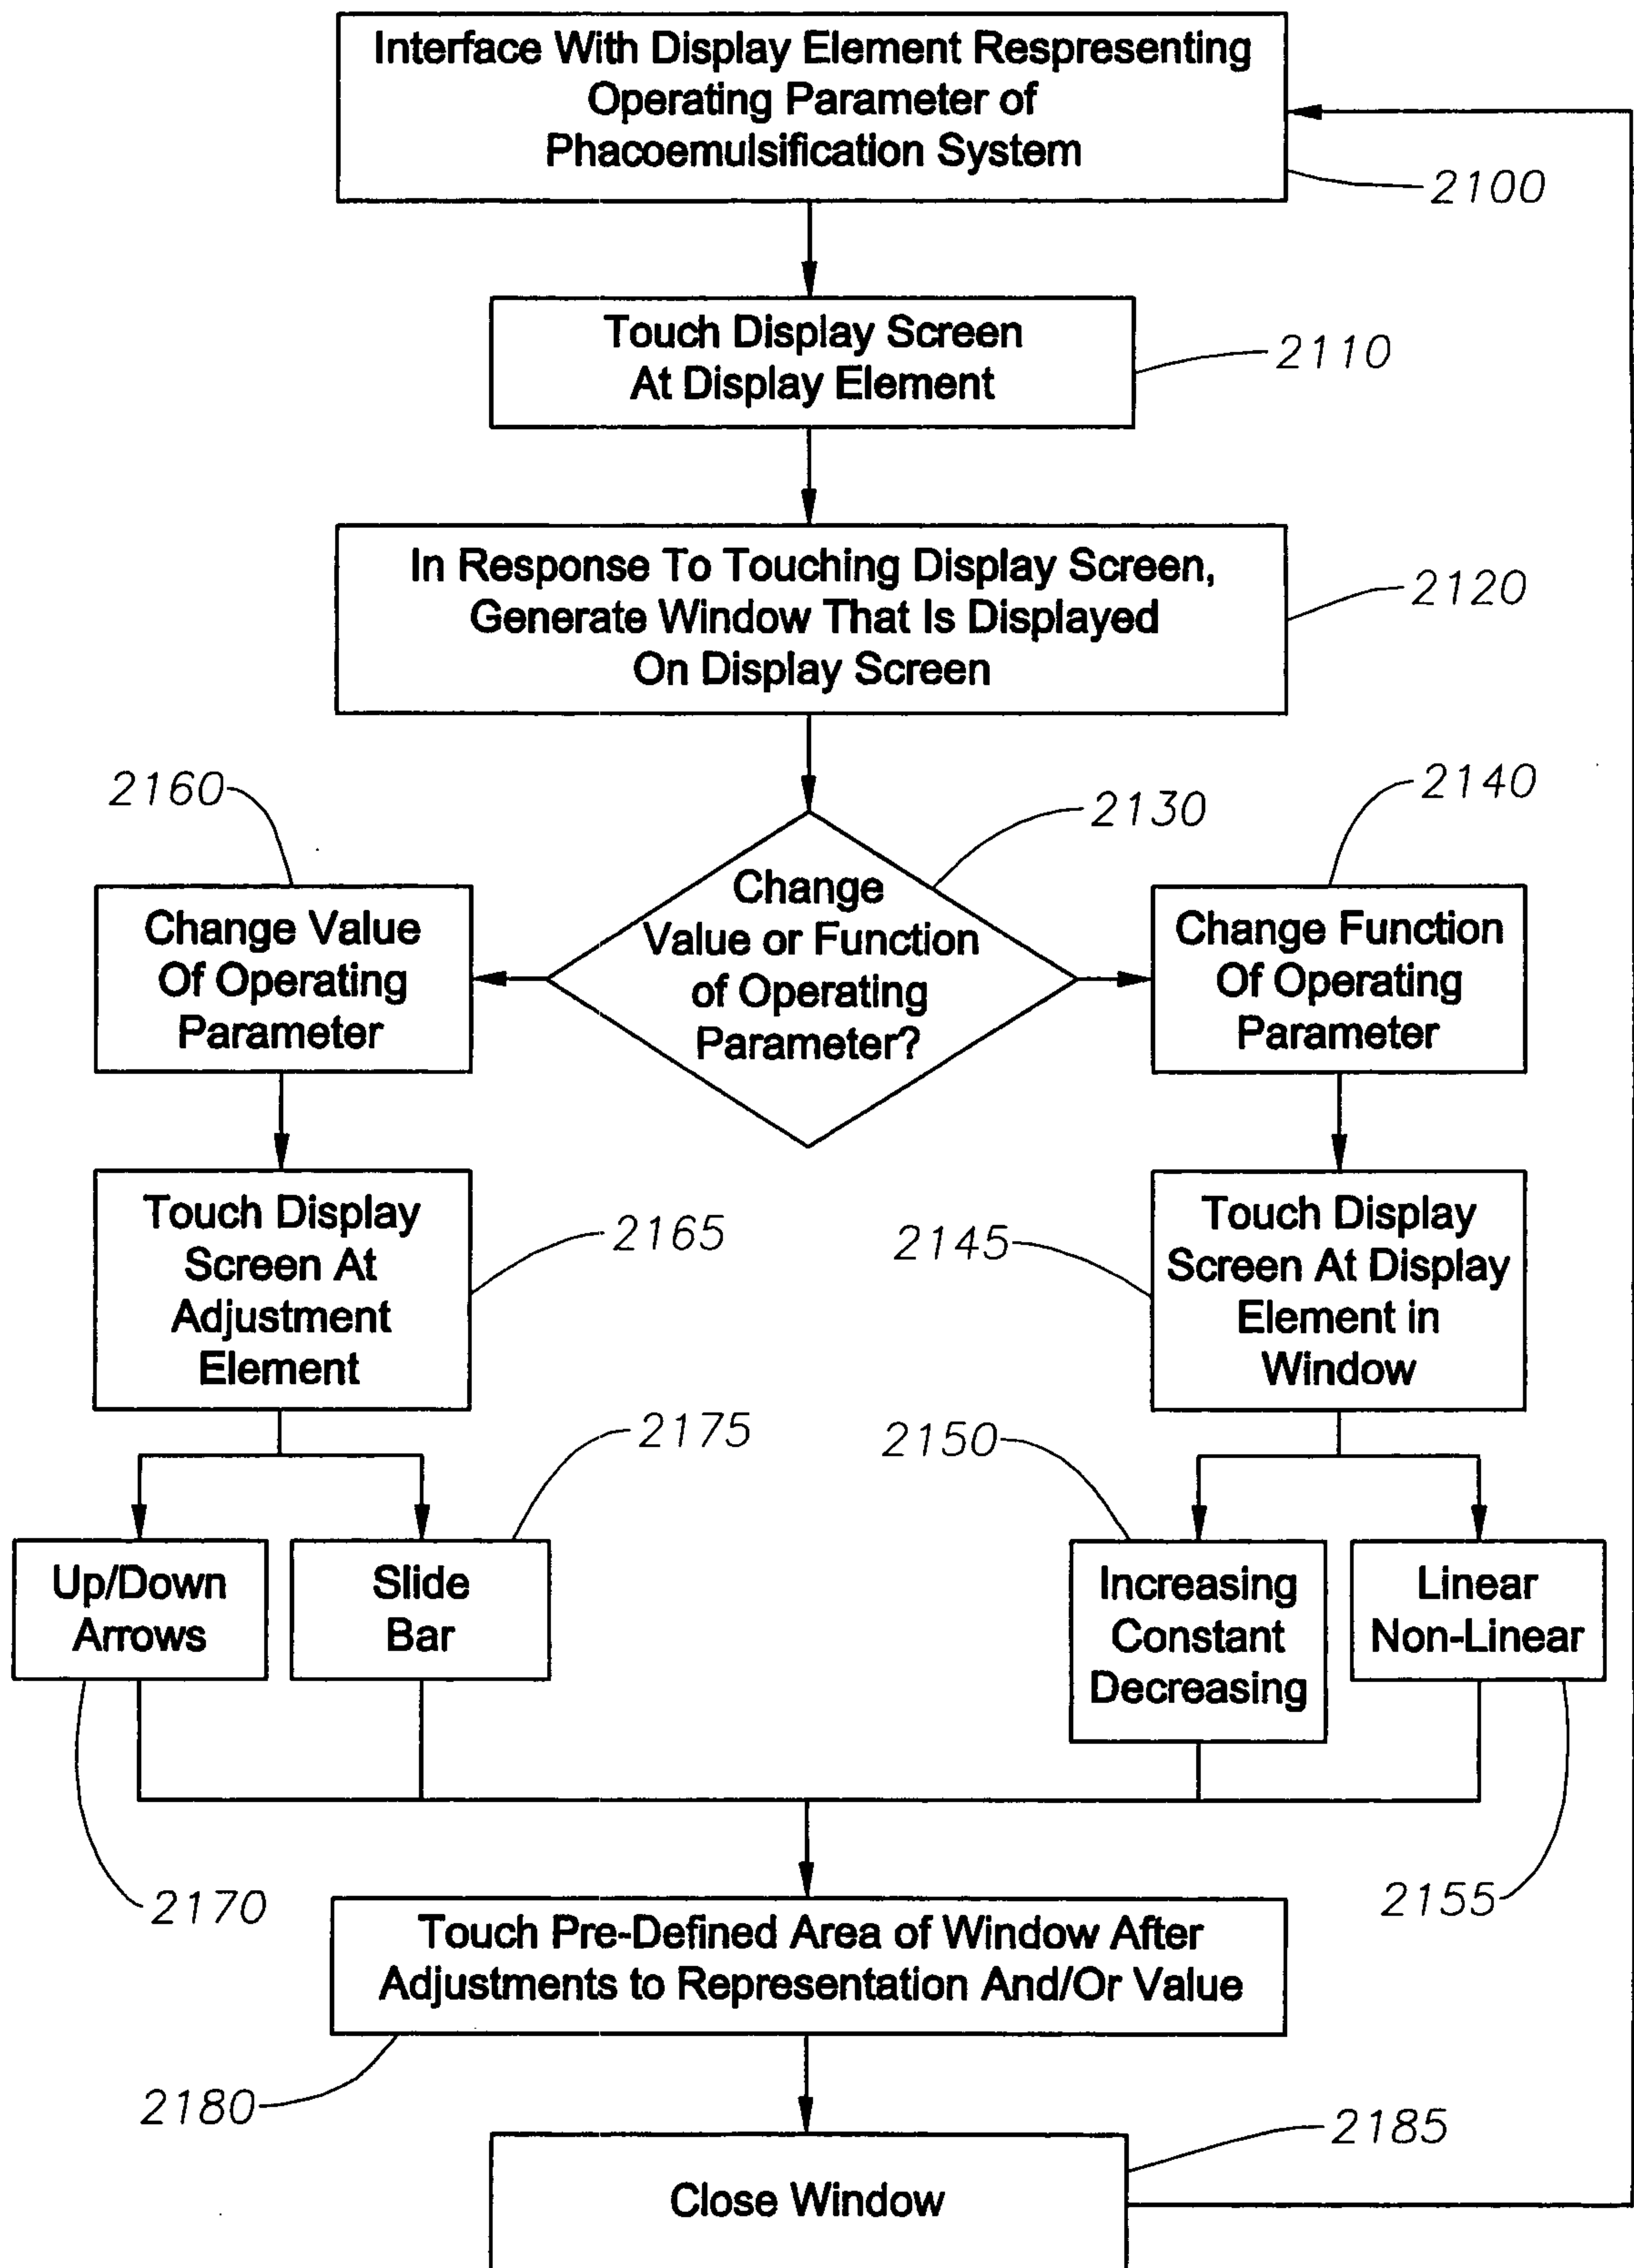 Interface With Display Element Respresenting
Operating Parameter of
Phacoemulsification System
2100
Touch Display Screen
At Display Element
2110
In Response To Touching Display Screen,
Generate Window That Is Displayed
On Display Screen
2120
2160
2130
2140
Change
Value or Function
of Operating
Parameter?
Change Value
Of Operating
Parameter
Change Function
Of Operating
Parameter
Touch Display
Screen At
Adjustment
Element
2165
2145
Touch Display
Screen At Display
Element in
Window
2175
2150
Up/Down
Arrows
Slide
Bar
Increasing
Constant
Decreasing
Linear
Non-Linear
2170
2155
Touch Pre-Defined Area of Window After
Adjustments to Representation And/Or Value
2180
2185
Close Window